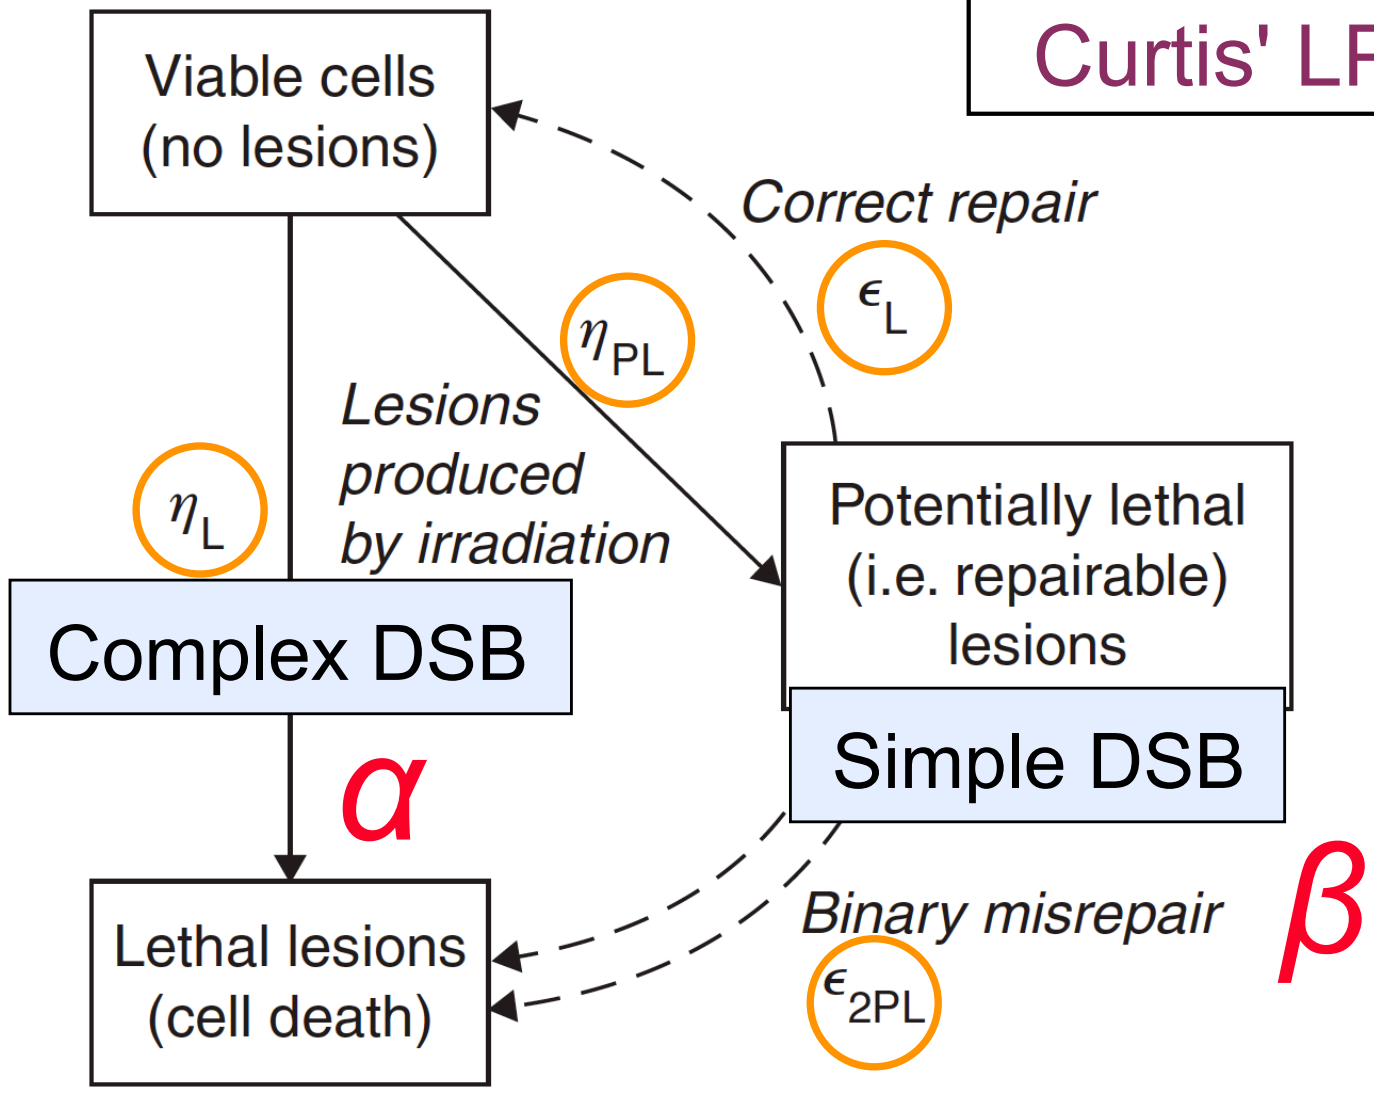 Curtis' LP
Viable cells
(no lesions)
Correct repair
ϵL
ηPL
Lesions
produced
by irradiation
ηL
Potentially lethal
(i.e. repairable)
lesions
Complex DSB
Simple DSB
α
β
Binary misrepair
ϵ2PL
Lethal lesions
(cell death)